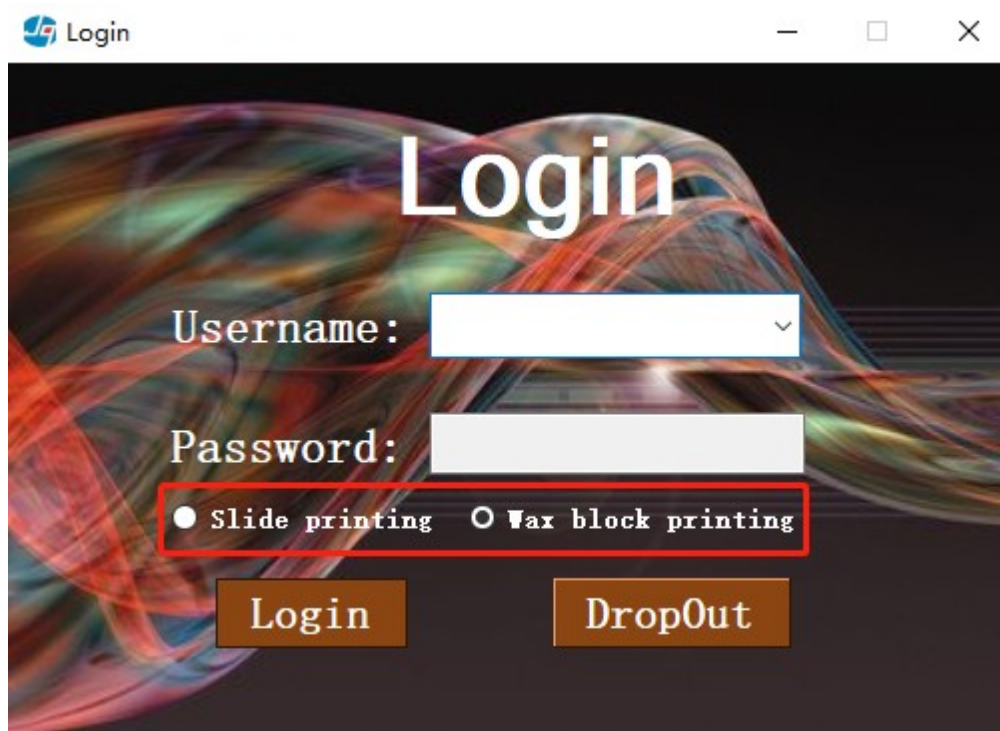 Login
Login
Username:
Password:
Slide printing Wax block printing
Login DropOut